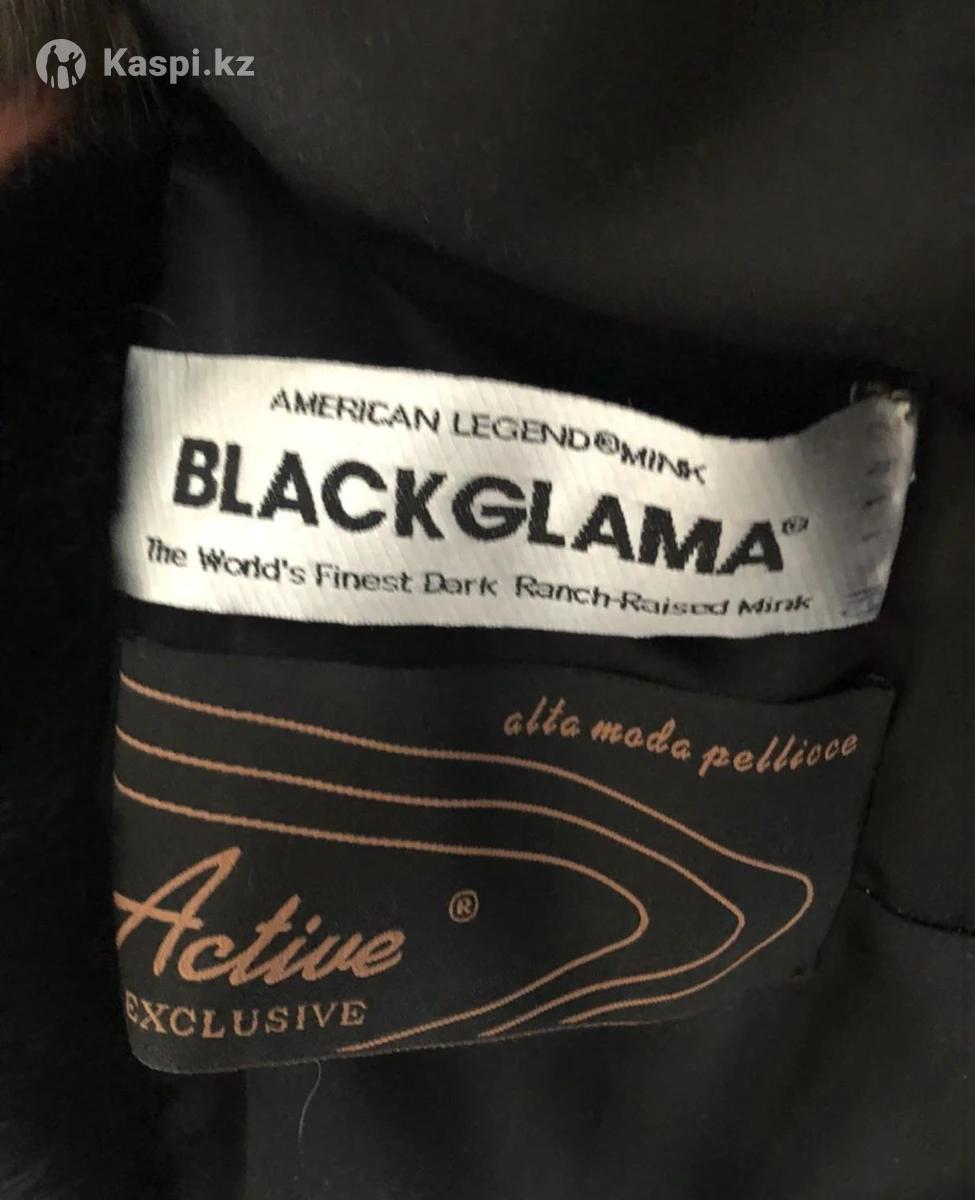 Kaspi.kz
AMERICAN LEGEND® MINK
BLACKGLAMA®
The World's Finest Dark Ranch-Raised Mink
alta moda pellicce
Active ®
EXCLUSIVE